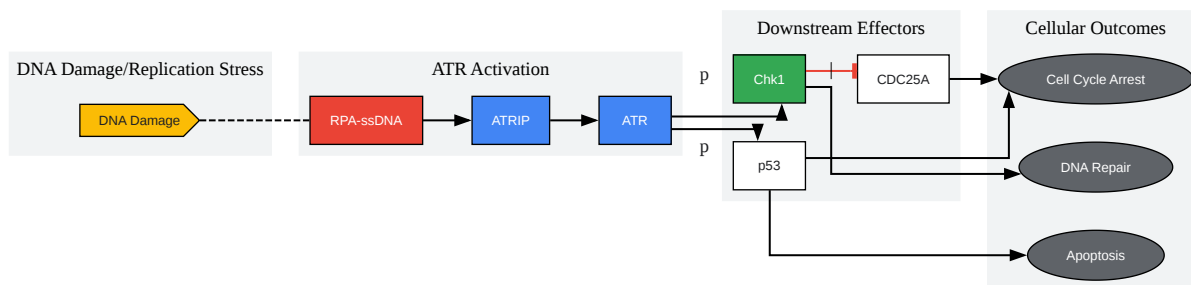 Downstream Effectors
Cellular Outcomes
DNA Damage/Replication Stress
ATR Activation
p
Chk1
CDC25A
Cell Cycle Arrest
DNA Damage
RPA-ssDNA
ATRIP
ATR
p
p53
DNA Repair
Apoptosis